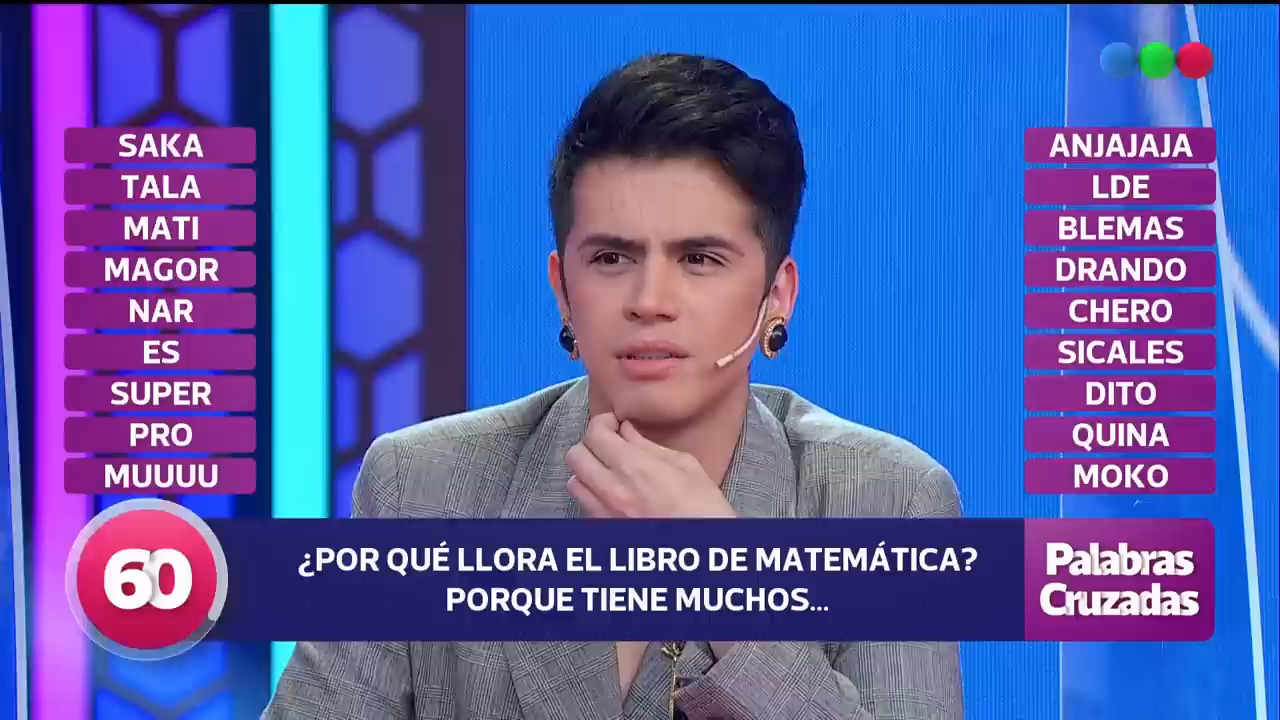 SAKA
TALA
MATI
MAGOR
NAR
ES
SUPER
PRO
MUUUU
ANJAJAJA
LDE
BLEMAS
DRANDO
CHERO
SICALES
DITO
QUINA
MOKO
60
¿POR QUÉ LLORA EL LIBRO DE MATEMÁTICA?
PORQUE TIENE MUCHOS...
Palabras
Cruzadas